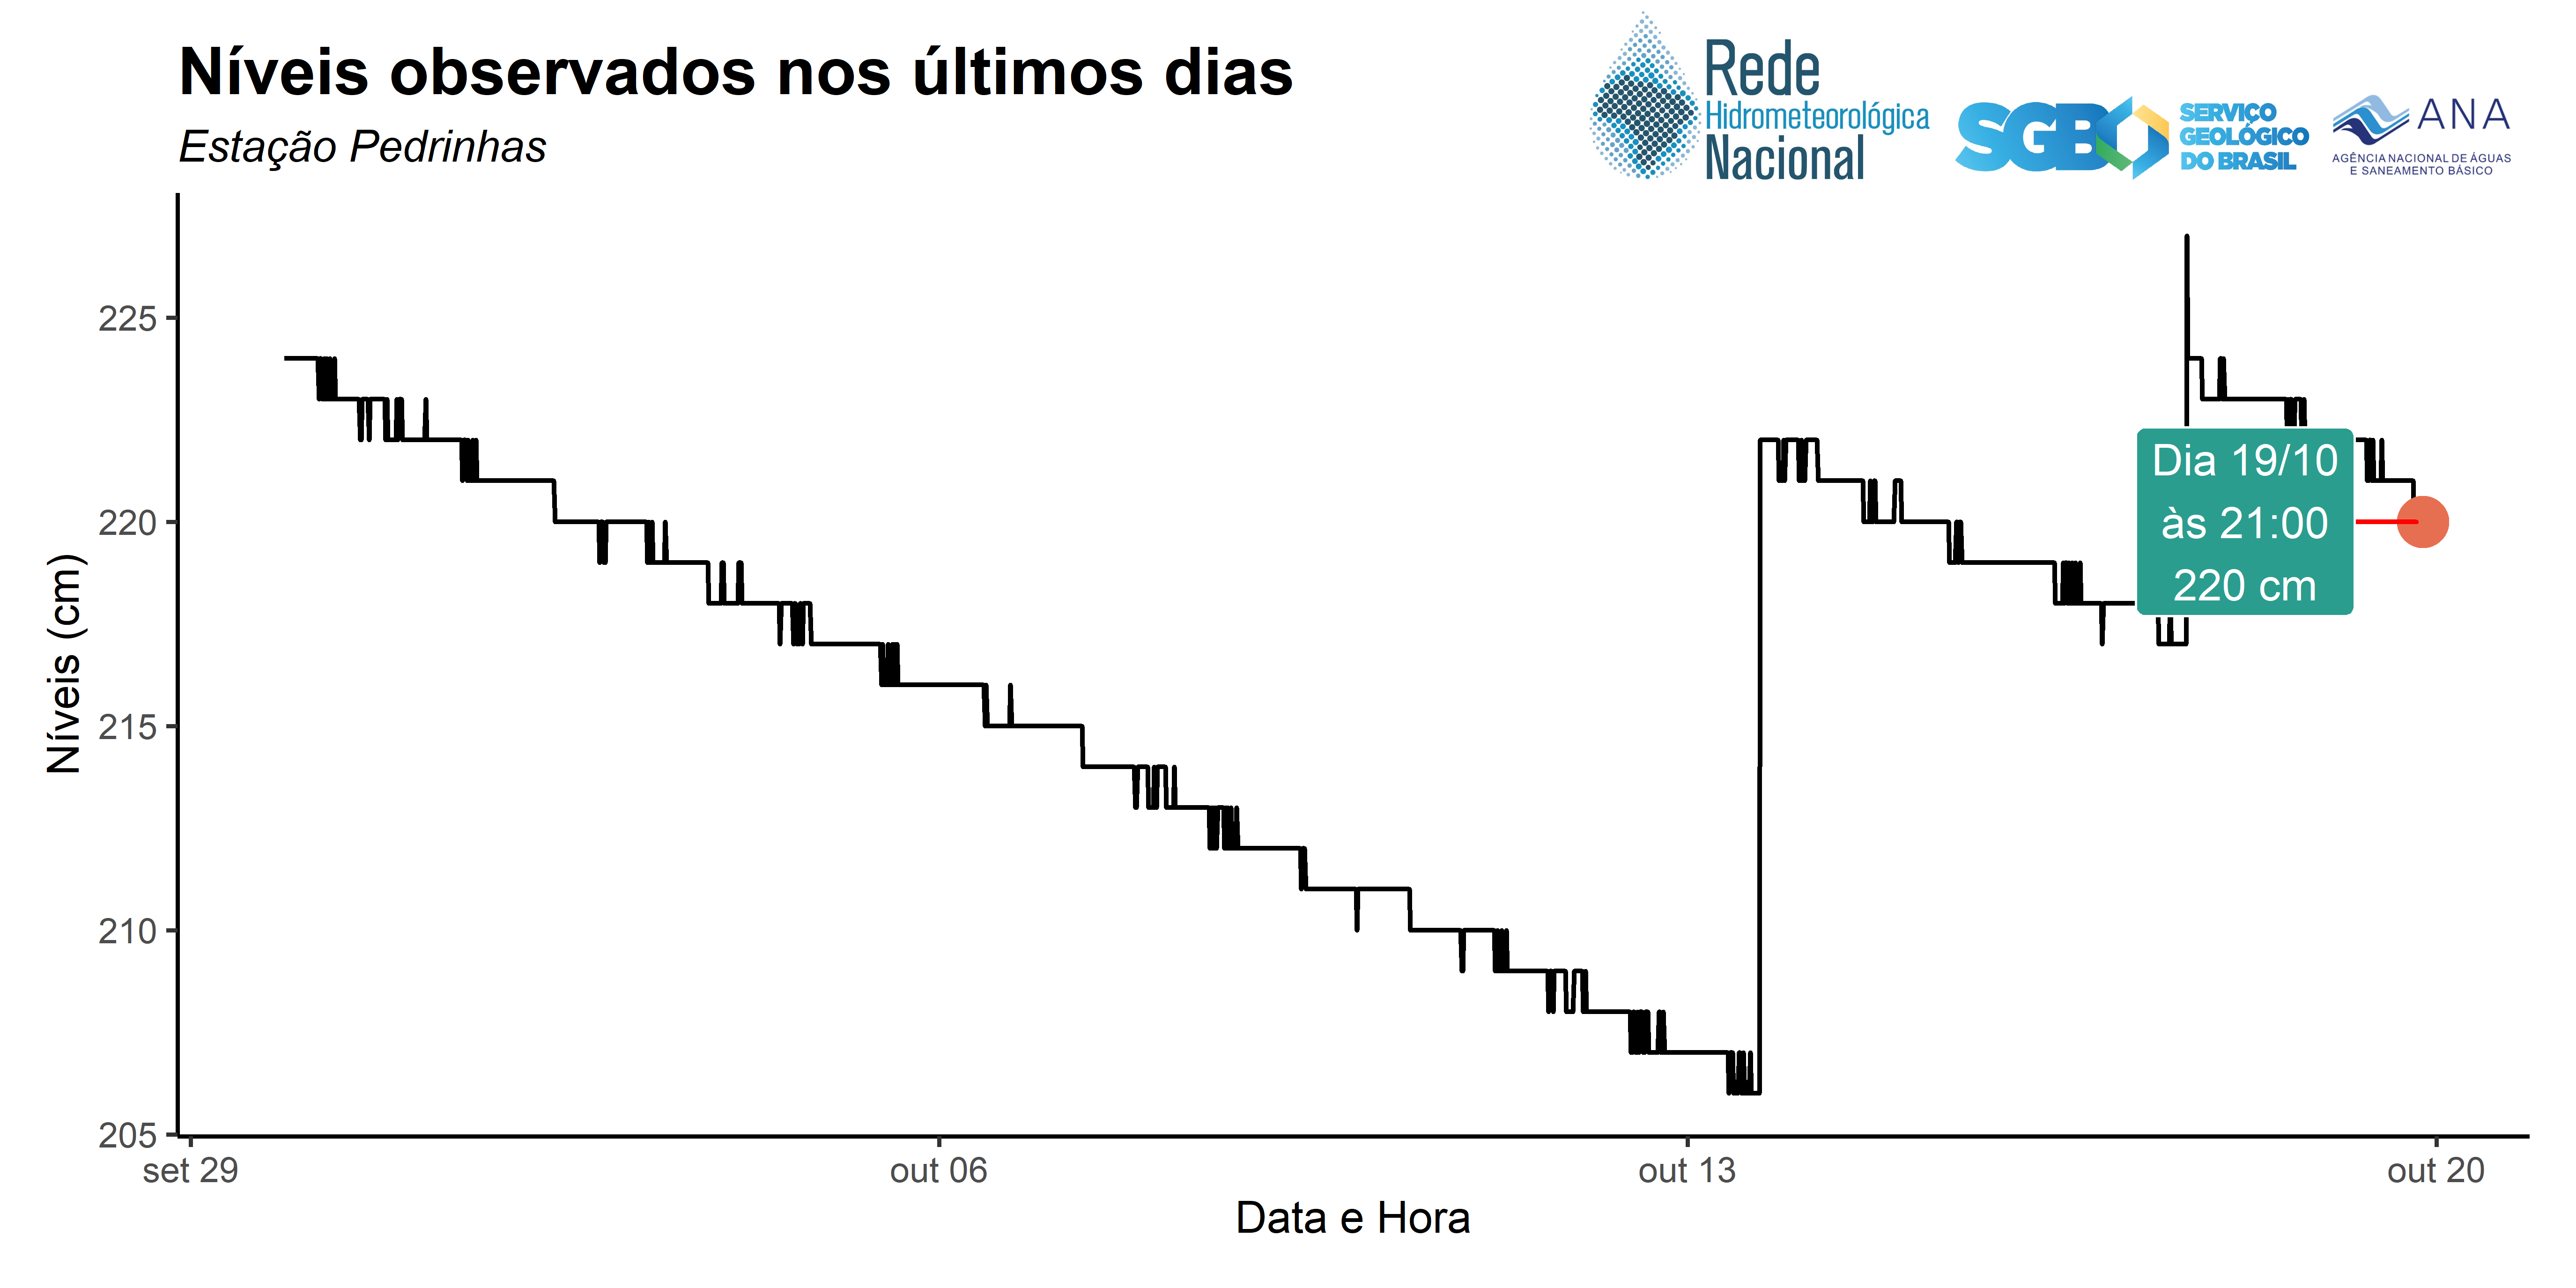 Níveis observados nos últimos dias
Estação Pedrinhas
Rede
Hidrometeorológica
Nacional
SGB
SERVIÇO
GEOLÓGICO
DO BRASIL
ANA
AGÊNCIA NACIONAL DE ÁGUAS
E SANEAMENTO BÁSICO
Níveis (cm)
225
220
215
210
205
Dia 19/10
às 21:00
220 cm
set 29
out 06
out 13
out 20
Data e Hora